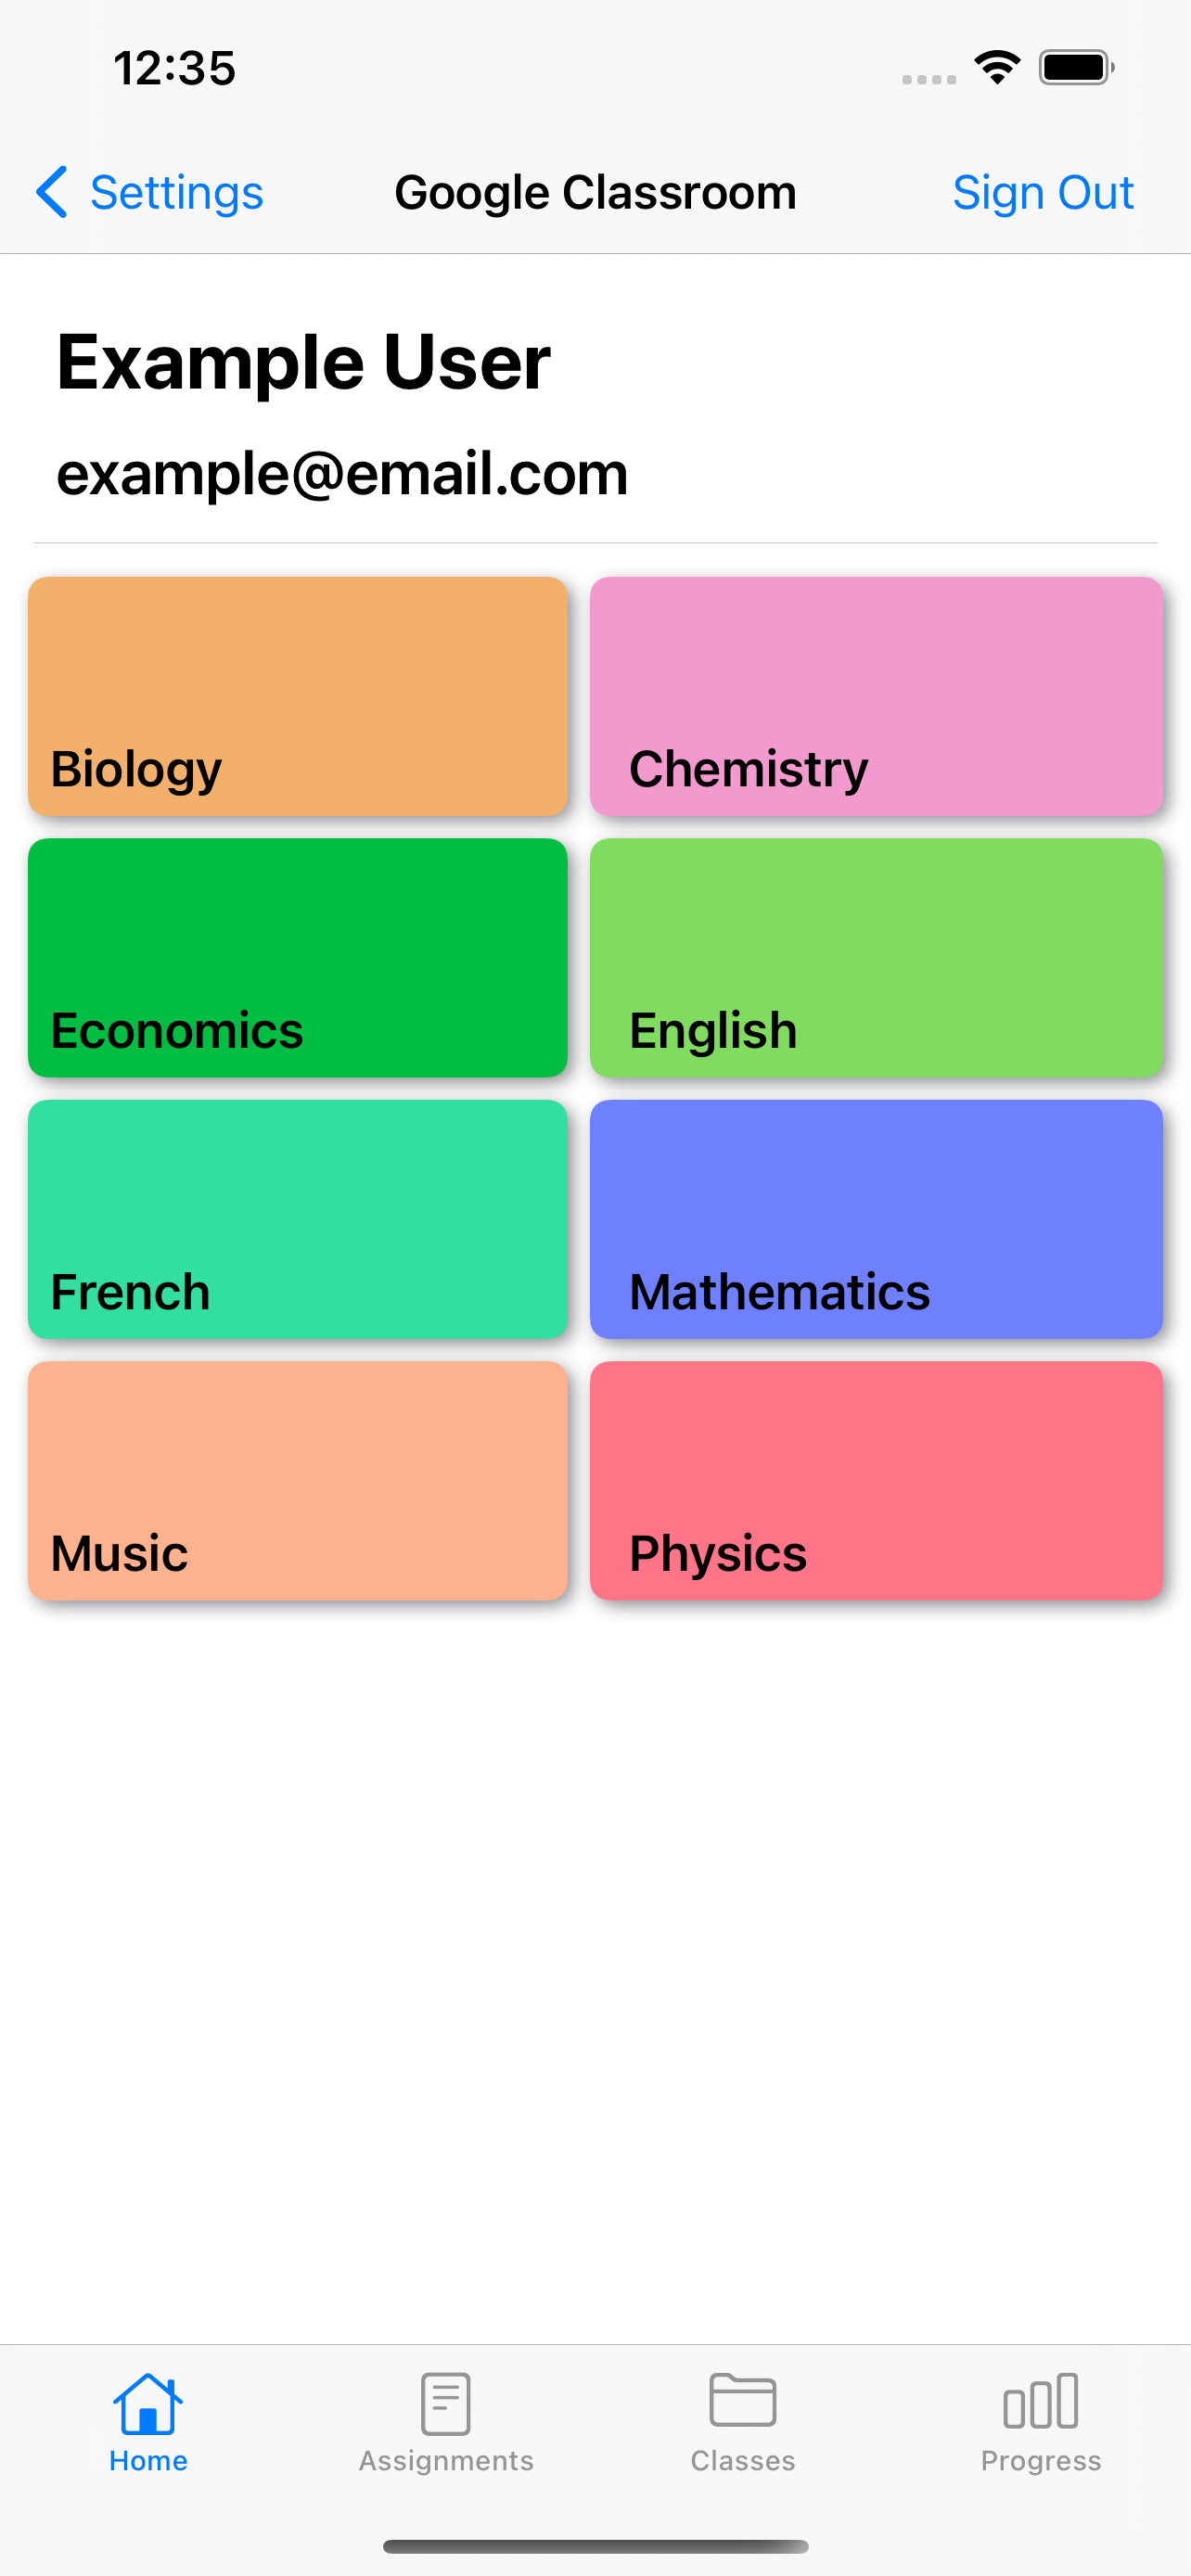 12:35
Settings Google Classroom Sign Out
Example User
example@email.com
Biology Chemistry
Economics English
French Mathematics
Music Physics
Home Assignments Classes Progress